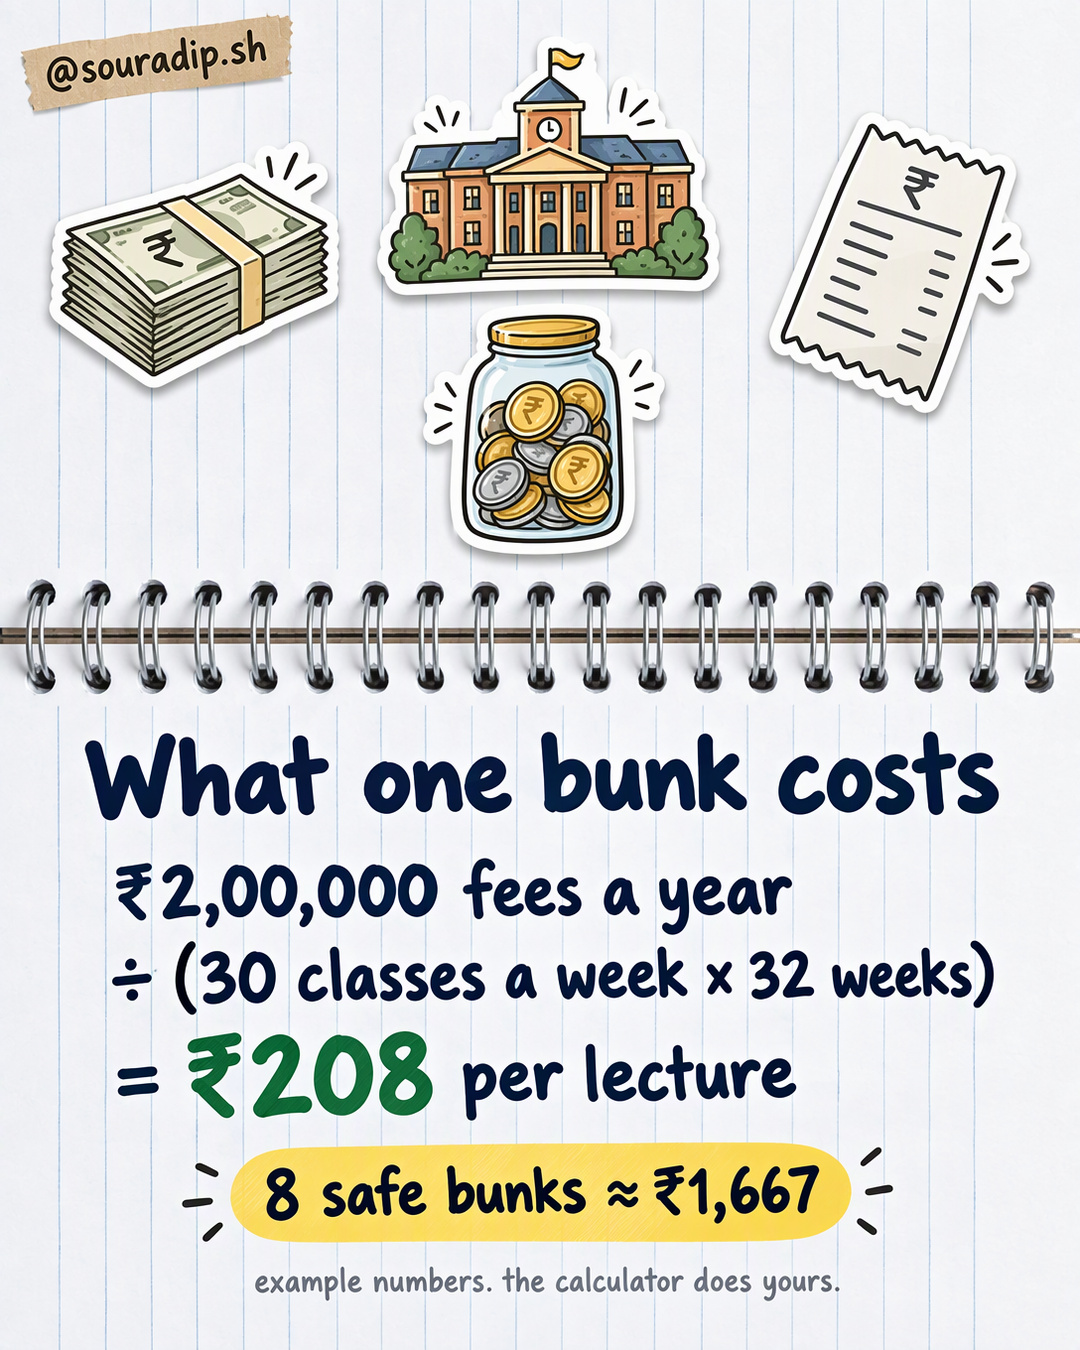 @souradip.sh
₹
₹
₹ ₹
₹ ₹
What one bunk costs
₹2,00,000 fees a year
÷ (30 classes a week x 32 weeks)
= ₹208 per lecture
8 safe bunks ≈ ₹1,667
example numbers. the calculator does yours.